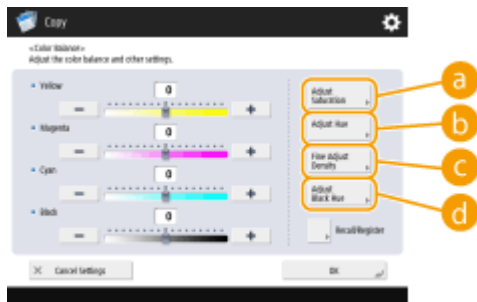 Copy
<Color Balance>
Adjust the color balance and other settings.
Yellow
0
Magenta
0
Cyan
0
Black
0
Adjust
Saturation
a
Adjust Hue
b
Fine Adjust
Density
c
Adjust
Black Hue
d
Recall/Register
Cancel Settings
OK